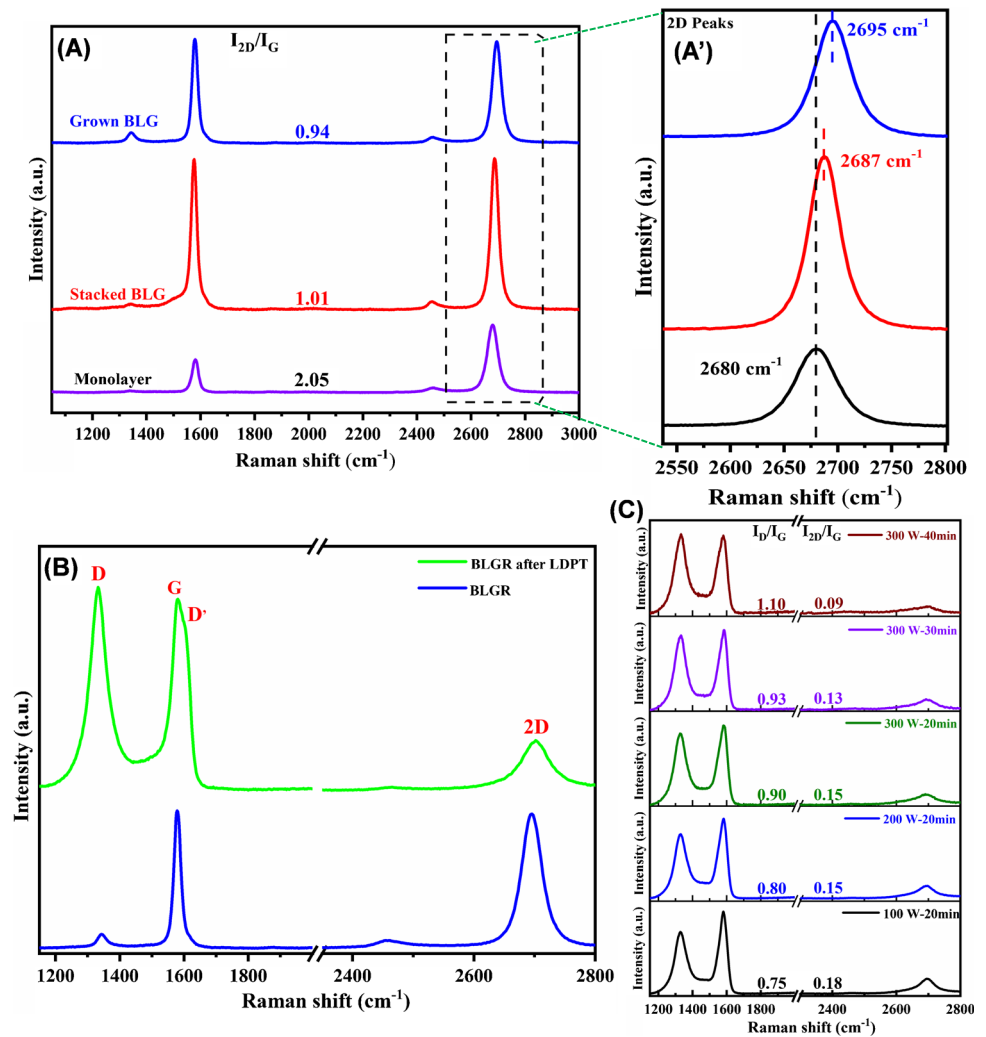 (A)
I2D/IG
Grown BLG
0.94
Stacked BLG
1.01
Monolayer
2.05
Intensity (a.u.)
1200 1400 1600 1800 2000 2200 2400 2600 2800 3000
Raman shift (cm-1)
2D Peaks
(A’)
2695 cm-1
2687 cm-1
2680 cm-1
Intensity (a.u.)
2550 2600 2650 2700 2750 2800
Raman shift (cm-1)
(B)
BLGR after LDPT
BLGR
D
G
D’
2D
Intensity (a.u.)
1200 1400 1600 2400 2600 2800
Raman shift (cm-1)
(C)
ID/IG I2D/IG
300 W-40min
1.10 0.09
Intensity (a.u.)
300 W-30min
0.93 0.13
Intensity (a.u.)
300 W-20min
0.90 0.15
Intensity (a.u.)
200 W-20min
0.80 0.15
Intensity (a.u.)
100 W-20min
0.75 0.18
Intensity (a.u.)
1200 1400 1600 1800 2400 2600 2800
Raman shift (cm-1)